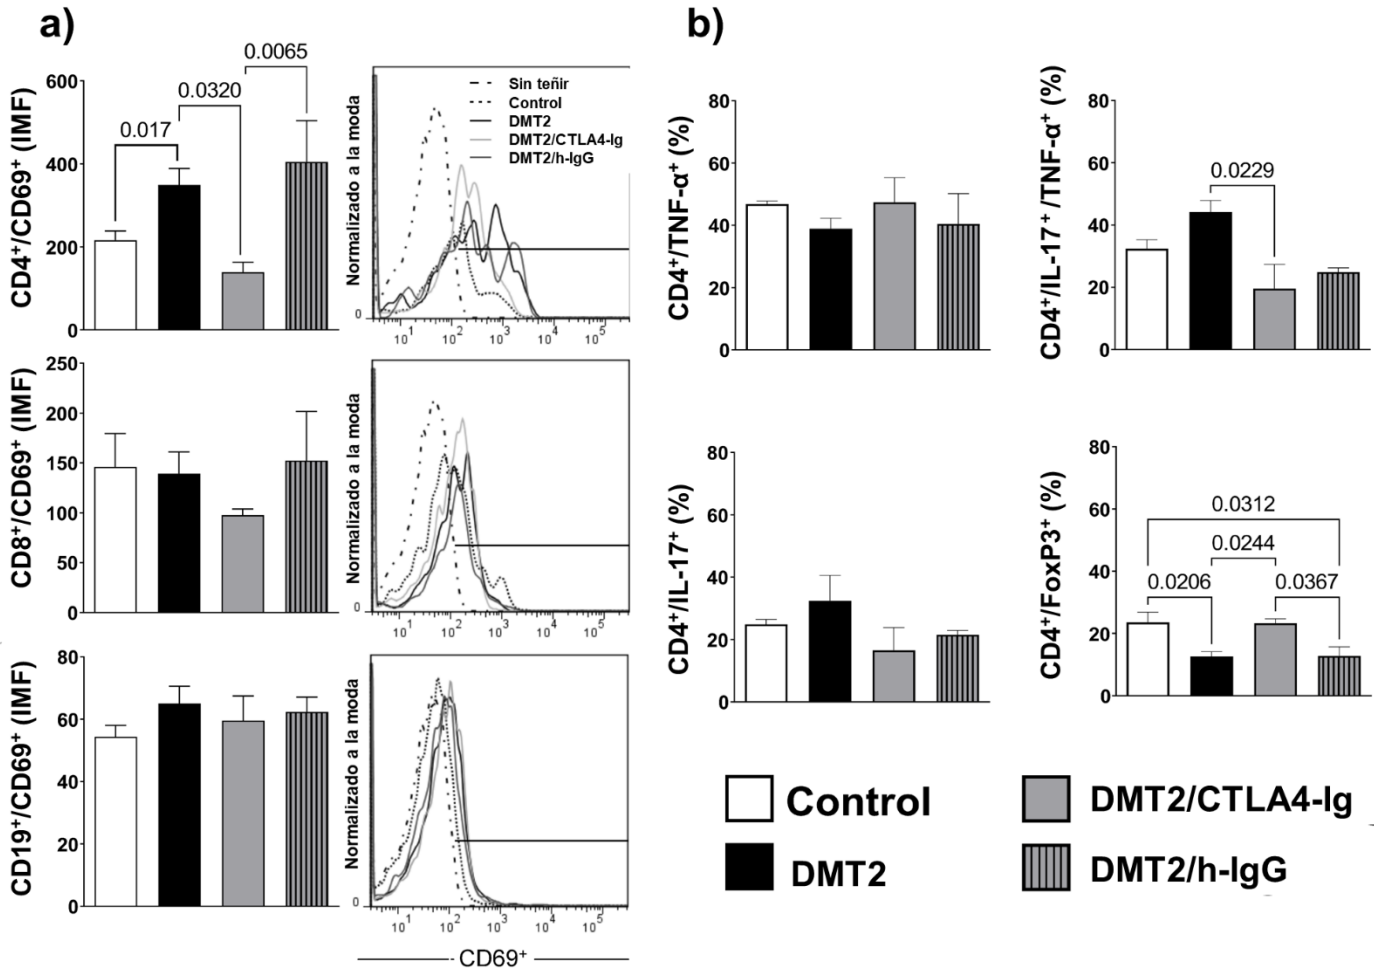 a)
0.0065
0.0320
0.017
600
400
200
0
CD4⁺/CD69⁺ (IMF)
Normalizado a la moda
Sin teñir
Control
DMT2
DMT2/CTLA4-Ig
DMT2/h-IgG
0
10¹ 10² 10³ 10⁴ 10⁵
250
200
150
100
50
0
CD8⁺/CD69⁺ (IMF)
Normalizado a la moda
0
10¹ 10² 10³ 10⁴ 10⁵
80
60
40
20
0
CD19⁺/CD69⁺ (IMF)
Normalizado a la moda
0
10¹ 10² 10³ 10⁴ 10⁵
CD69⁺
b)
80
60
40
20
0
CD4⁺/TNF-α⁺ (%)
80
60
40
20
0
CD4⁺/IL-17⁺/TNF-α⁺ (%)
0.0229
80
60
40
20
0
CD4⁺/IL-17⁺ (%)
80
60
40
20
0
CD4⁺/FoxP3⁺ (%)
0.0312
0.0244
0.0206 0.0367
Control
DMT2/CTLA4-Ig
DMT2
DMT2/h-IgG